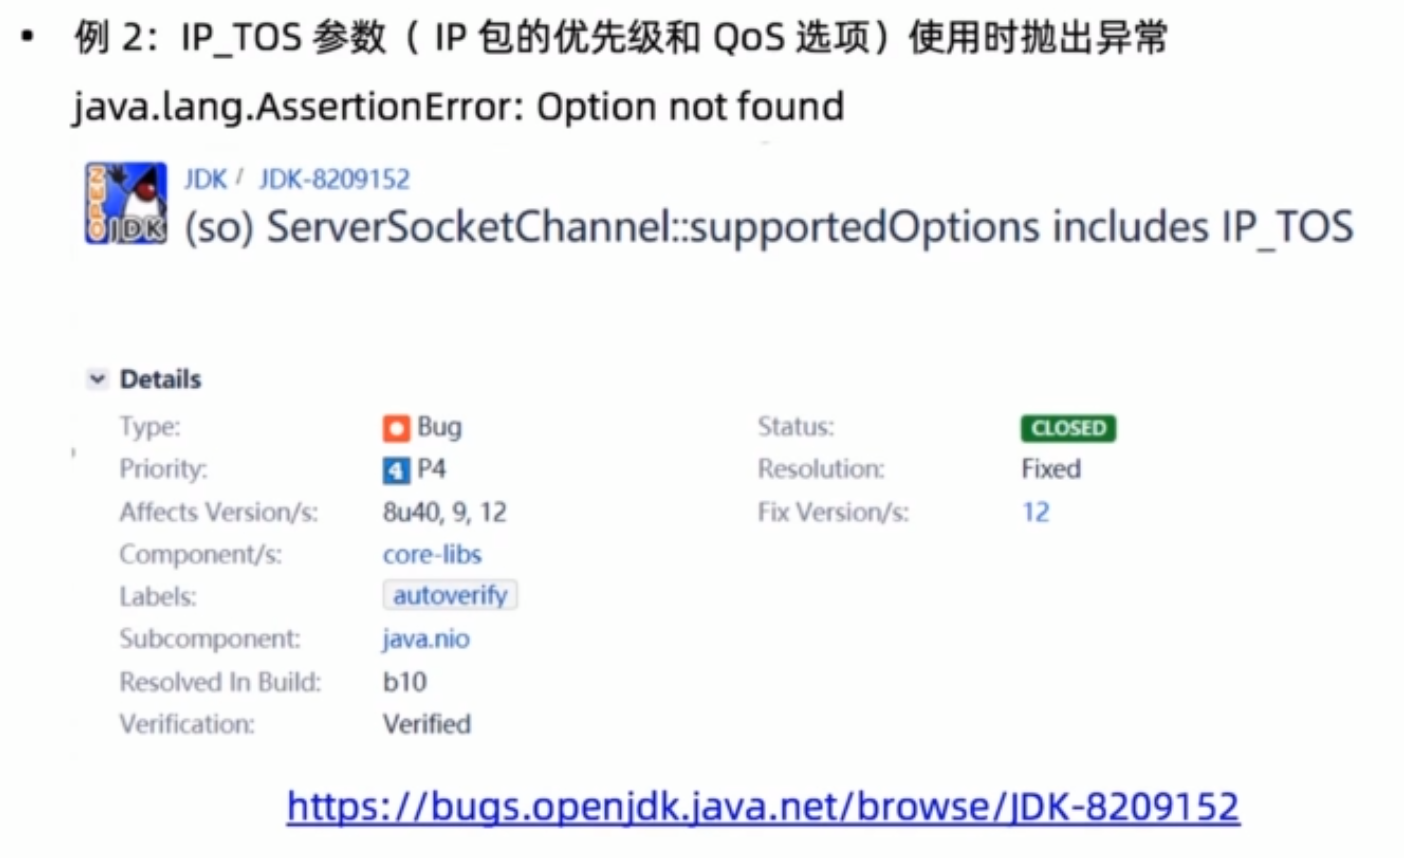 • 例 2：IP_TOS 参数（ IP 包的优先级和 QoS 选项）使用时抛出异常
java.lang.AssertionError: Option not found
OPEN JDK
JDK / JDK-8209152
(so) ServerSocketChannel::supportedOptions includes IP_TOS
Details
Type: Bug Status: CLOSED
Priority: 4 P4 Resolution: Fixed
Affects Version/s: 8u40, 9, 12 Fix Version/s: 12
Component/s: core-libs
Labels: autoverify
Subcomponent: java.nio
Resolved In Build: b10
Verification: Verified
https://bugs.openjdk.java.net/browse/JDK-8209152